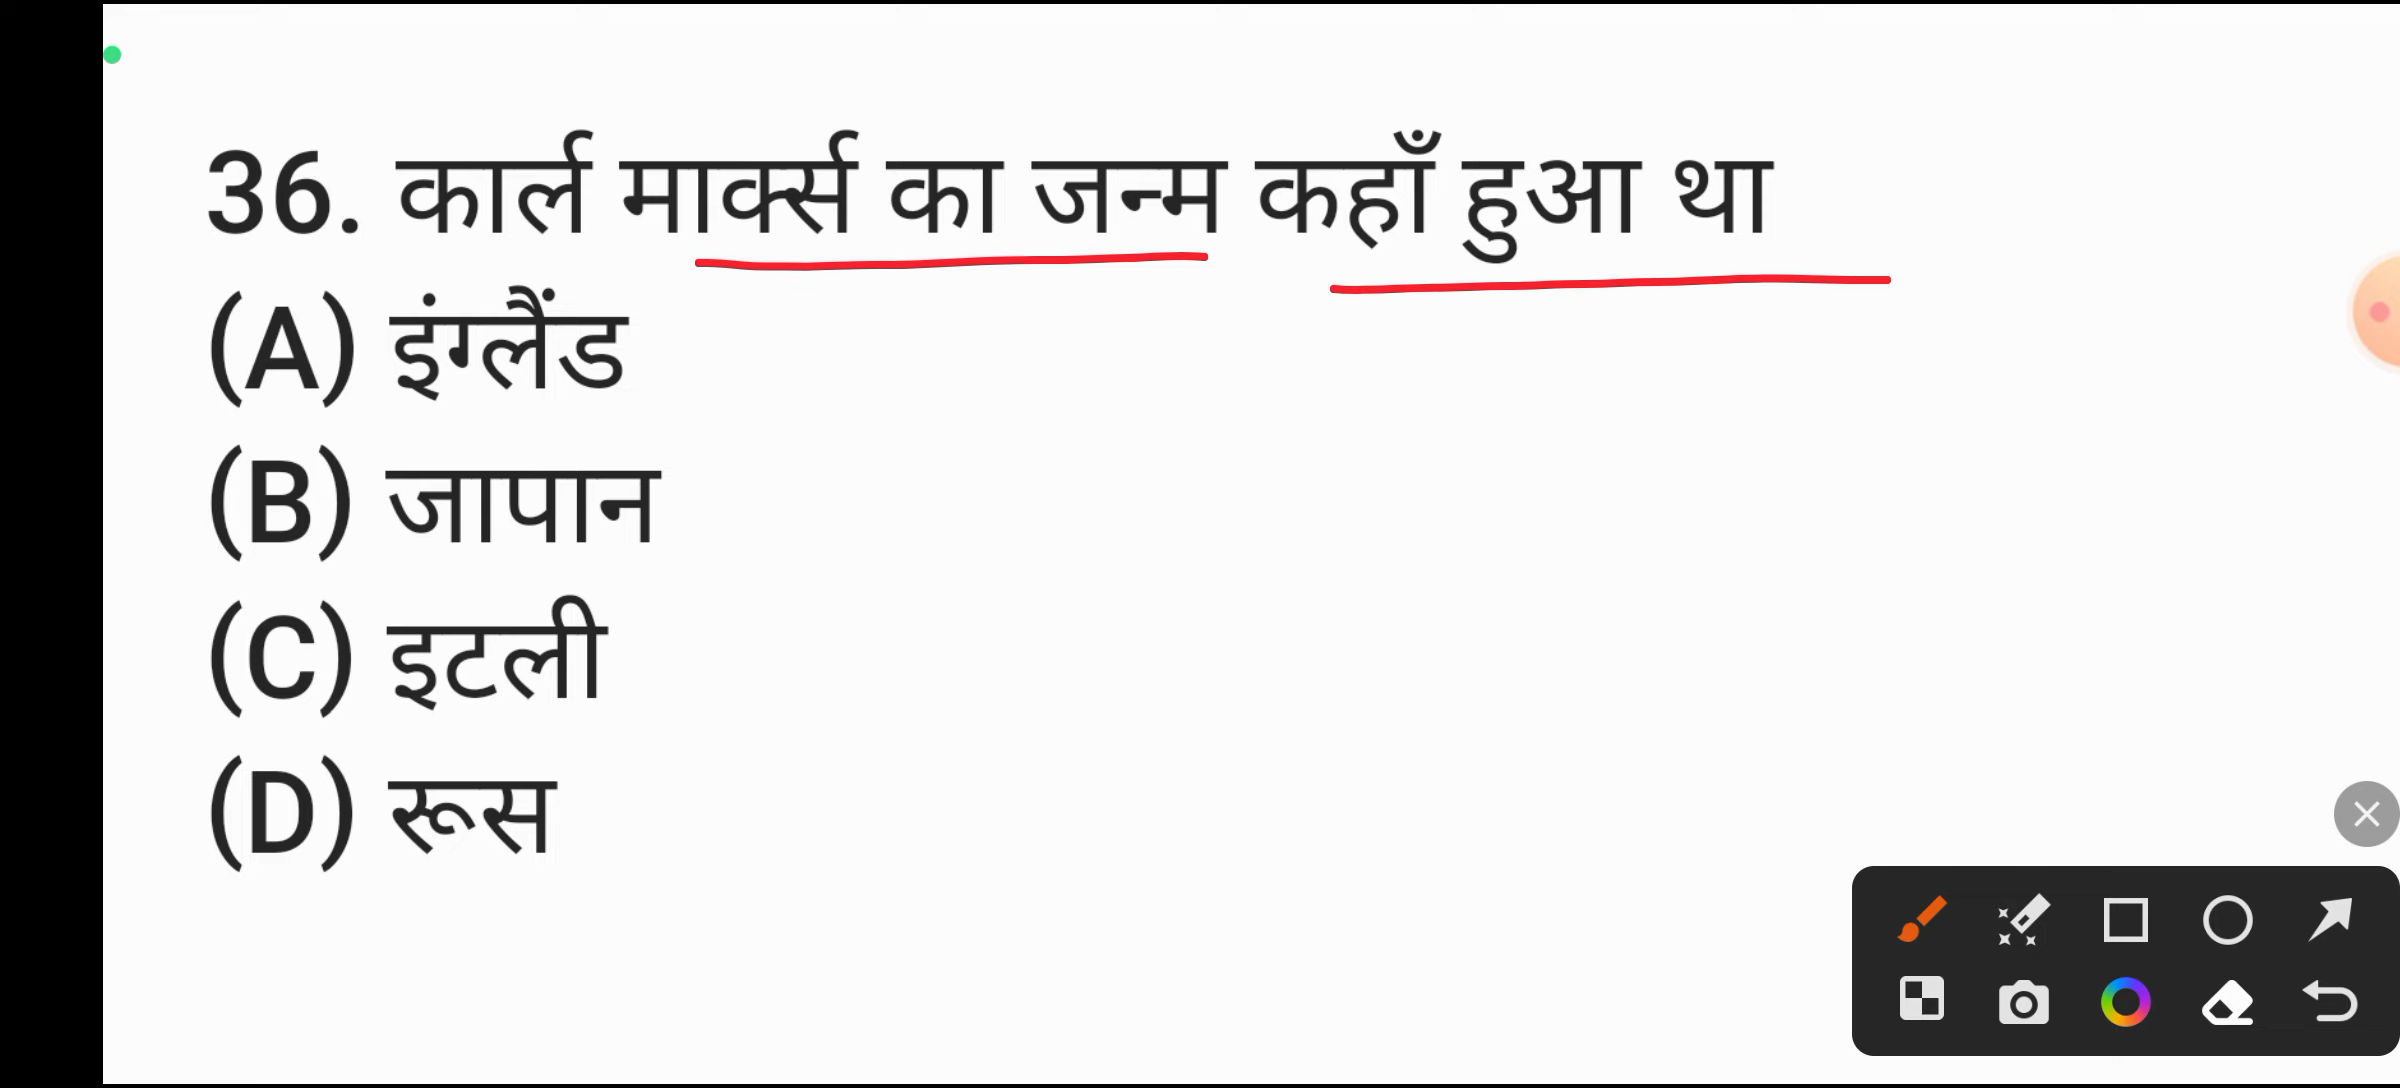 36. कार्ल मार्क्स का जन्म कहाँ हुआ था
(A) इंग्लैंड
(B) जापान
(C) इटली
(D) रूस